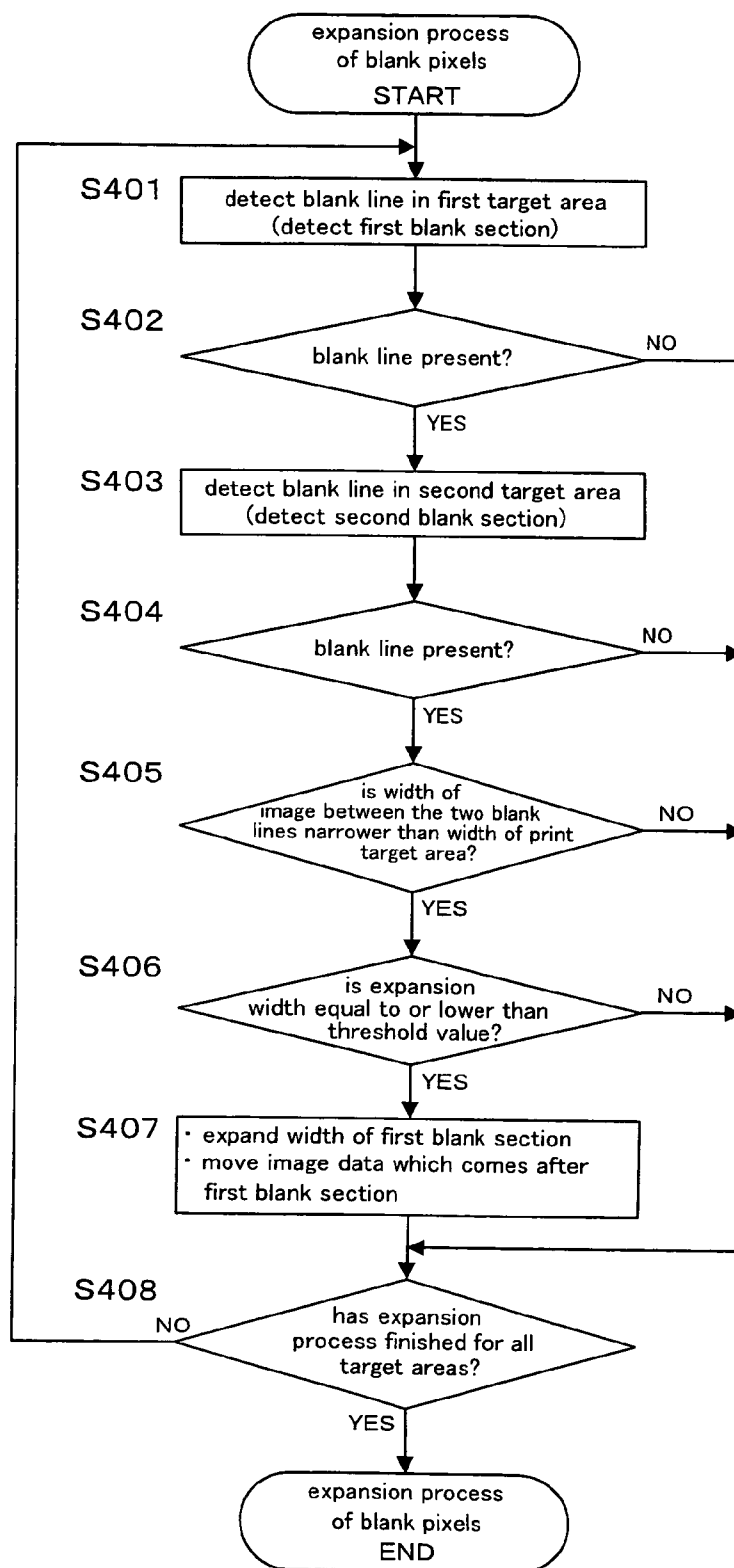 expansion process
of blank pixels
START
S401
detect blank line in first target area
(detect first blank section)
S402
blank line present?
NO
YES
S403
detect blank line in second target area
(detect second blank section)
S404
blank line present?
NO
YES
S405
is width of
image between the two blank
lines narrower than width of print
target area?
NO
YES
S406
is expansion
width equal to or lower than
threshold value?
NO
YES
S407
・expand width of first blank section
・move image data which comes after
first blank section
S408
has expansion
process finished for all
target areas?
NO
YES
expansion process
of blank pixels
END